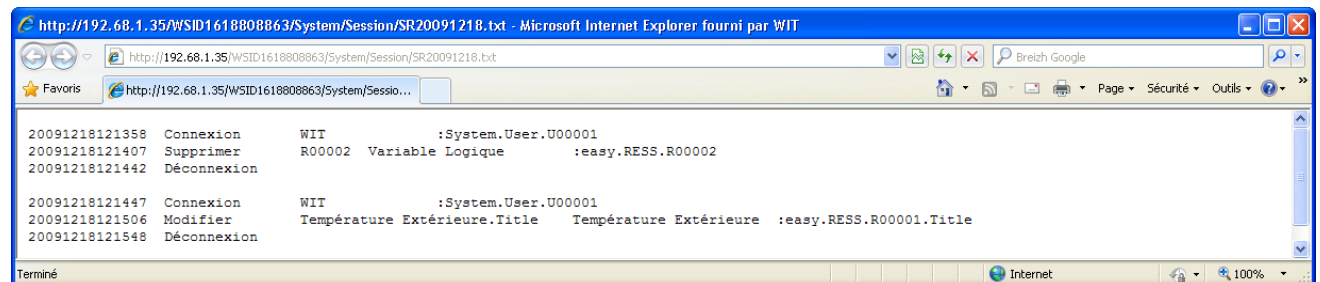 http://192.68.1.35/WSID1618808863/System/Session/SR20091218.txt - Microsoft Internet Explorer fourni par WIT
http://192.68.1.35/WSID1618808863/System/Session/SR20091218.txt Breizh Google
Favoris http://192.68.1.35/WSID1618808863/System/Sessio... Page Sécurité Outils »
20091218121358 Connexion WIT :System.User.U00001
20091218121407 Supprimer R00002 Variable Logique :easy.RESS.R00002
20091218121442 Déconnexion
20091218121447 Connexion WIT :System.User.U00001
20091218121506 Modifier Température Extérieure.Title Température Extérieure :easy.RESS.R00001.Title
20091218121548 Déconnexion
Terminé Internet 100%